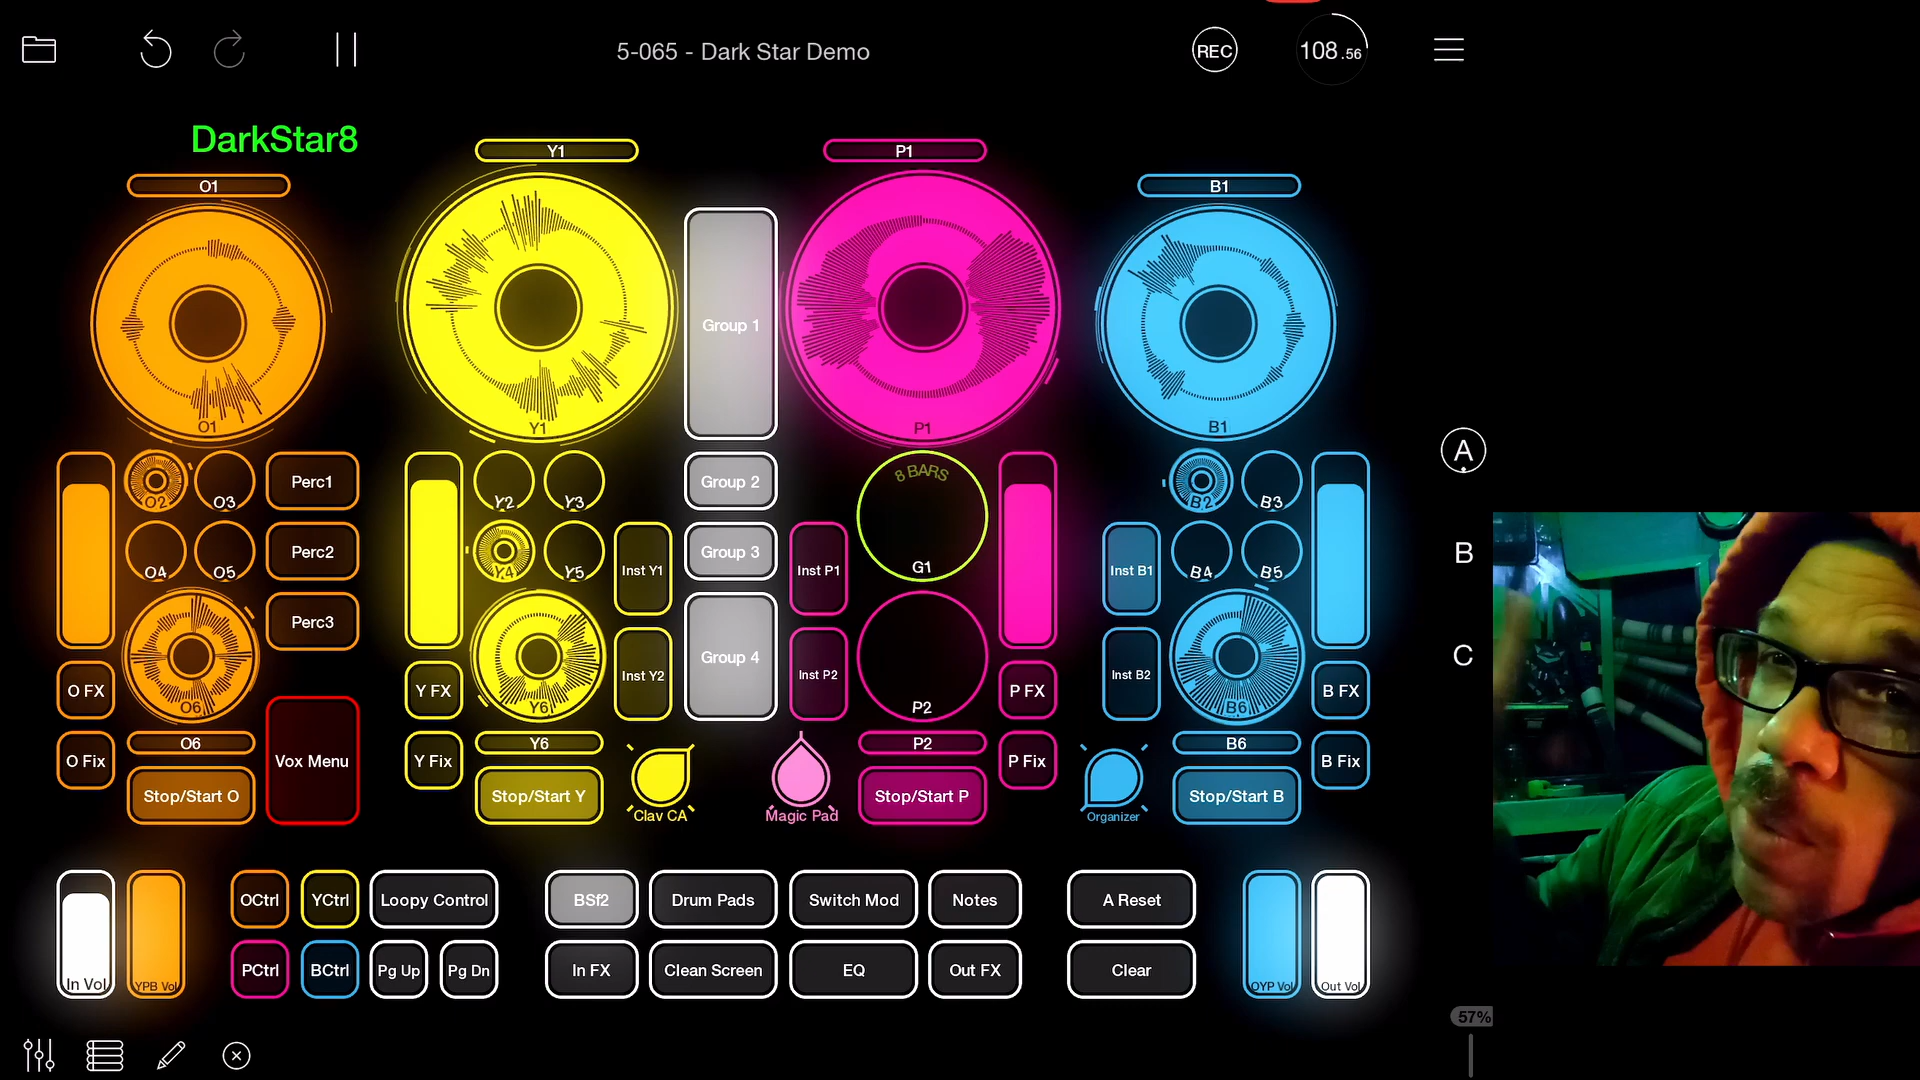 5-065 - Dark Star Demo
REC
108.56
DarkStar8
O1
Y1
P1
B1
O1
Y1
P1
B1
Group 1
Group 2
Group 3
Group 4
O2
O3
O4
O5
O6
Perc1
Perc2
Perc3
Y2
Y3
Y4
Y5
Y6
Inst Y1
Inst Y2
Inst P1
Inst P2
8 BARS
G1
P2
Inst B1
Inst B2
B2
B3
B4
B5
B6
A
B
C
O FX
O Fix
O6
Stop/Start O
Vox Menu
Y FX
Y Fix
Y6
Stop/Start Y
Clav CA
Magic Pad
P2
Stop/Start P
P FX
P Fix
Organizer
B6
Stop/Start B
B FX
B Fix
In Vol
YPB Vol
OCtrl
YCtrl
Loopy Control
PCtrl
BCtrl
Pg Up
Pg Dn
BSf2
Drum Pads
Switch Mod
Notes
In FX
Clean Screen
EQ
Out FX
A Reset
Clear
OYP Vol
Out Vol
57%